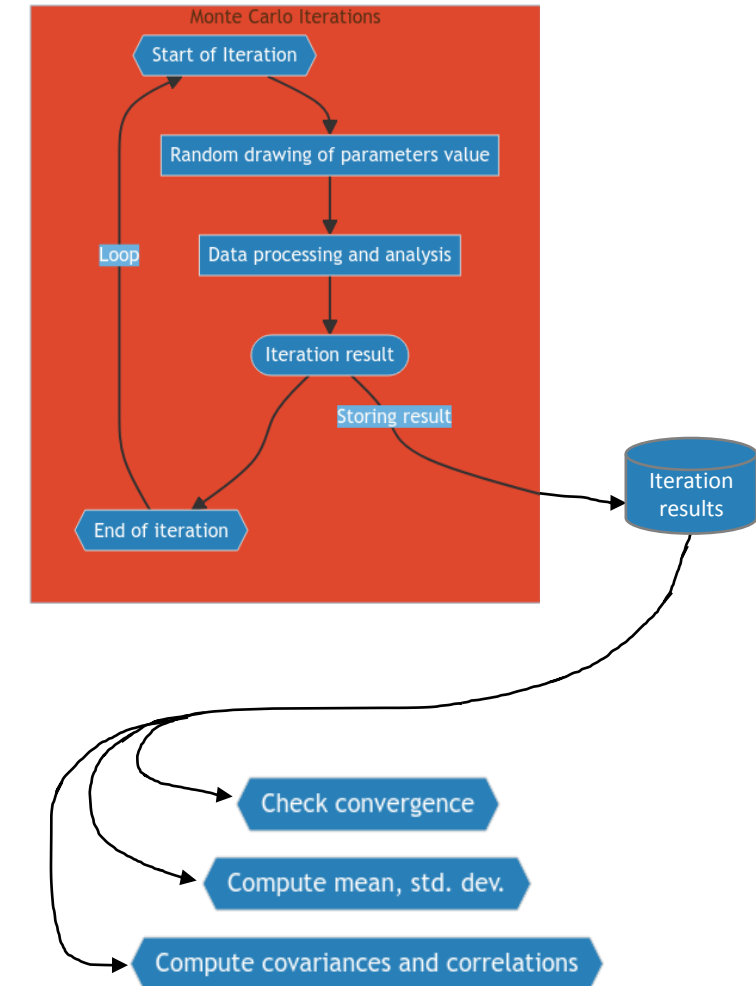 Monte Carlo Iterations
Start of Iteration
Random drawing of parameters value
Loop
Data processing and analysis
Iteration result
Storing result
Iteration
results
End of iteration
Check convergence
Compute mean, std. dev.
Compute covariances and correlations